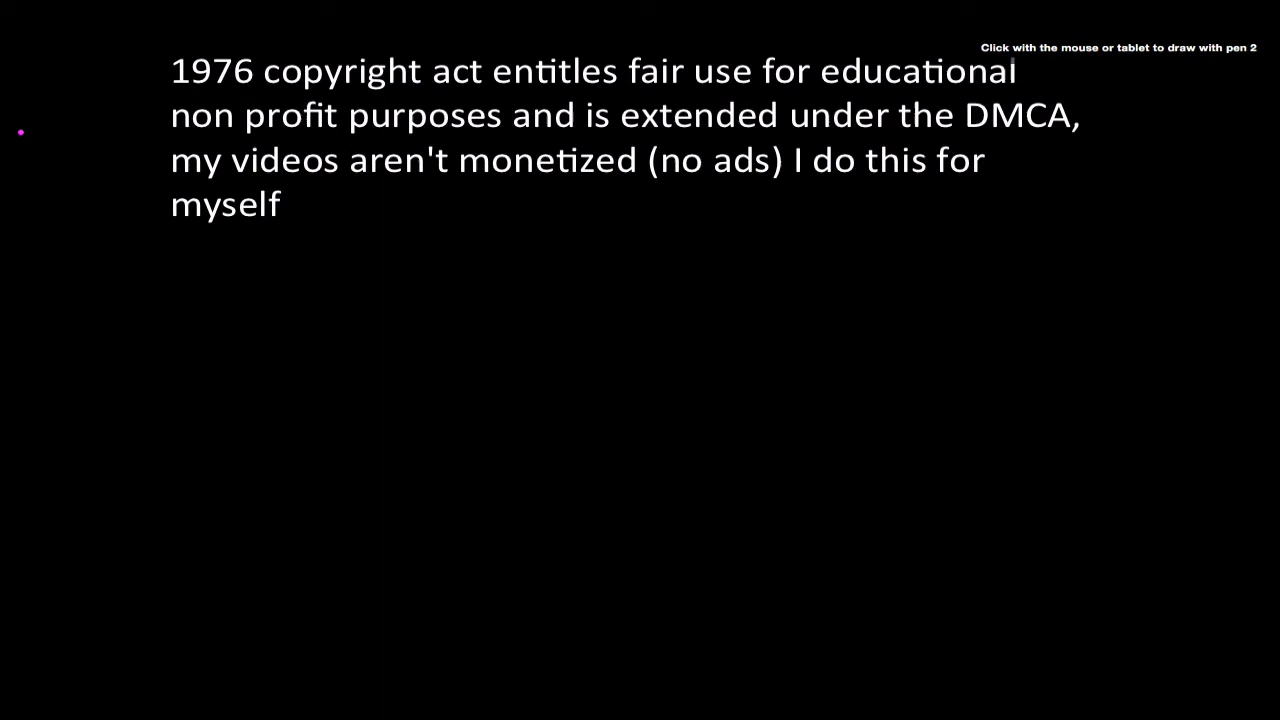 Click with the mouse or tablet to draw with pen 2
1976 copyright act entitles fair use for educational
non profit purposes and is extended under the DMCA,
my videos aren't monetized (no ads) I do this for
myself